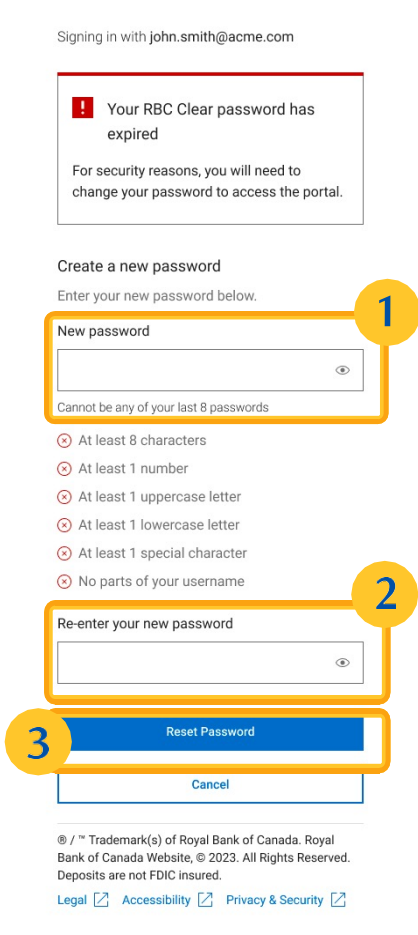 Signing in with john.smith@acme.com
! Your RBC Clear password has
expired
For security reasons, you will need to
change your password to access the portal.
Create a new password
Enter your new password below.
1
New password
Cannot be any of your last 8 passwords
At least 8 characters
At least 1 number
At least 1 uppercase letter
At least 1 lowercase letter
At least 1 special character
No parts of your username
2
Re-enter your new password
3
Reset Password
Cancel
® / ™ Trademark(s) of Royal Bank of Canada. Royal
Bank of Canada Website, © 2023. All Rights Reserved.
Deposits are not FDIC insured.
Legal Accessibility Privacy & Security